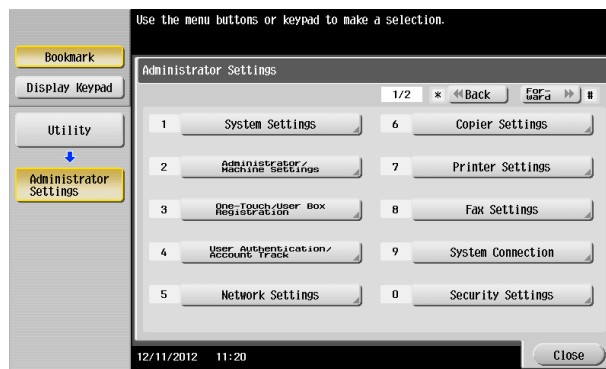 Use the menu buttons or keypad to make a selection.
Bookmark
Display Keypad
Utility
Administrator
Settings
Administrator Settings
1/2 * Back For-
ward #
1 System Settings
2 Administrator/
Machine Settings
3 One-Touch/User Box
Registration
4 User Authentication/
Account Track
5 Network Settings
6 Copier Settings
7 Printer Settings
8 Fax Settings
9 System Connection
0 Security Settings
12/11/2012 11:20
Close